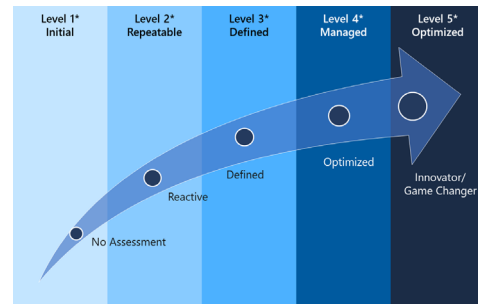 Level 1*
Initial
Level 2*
Repeatable
Level 3*
Defined
Level 4*
Managed
Level 5*
Optimized
No Assessment
Reactive
Defined
Optimized
Innovator/
Game Changer